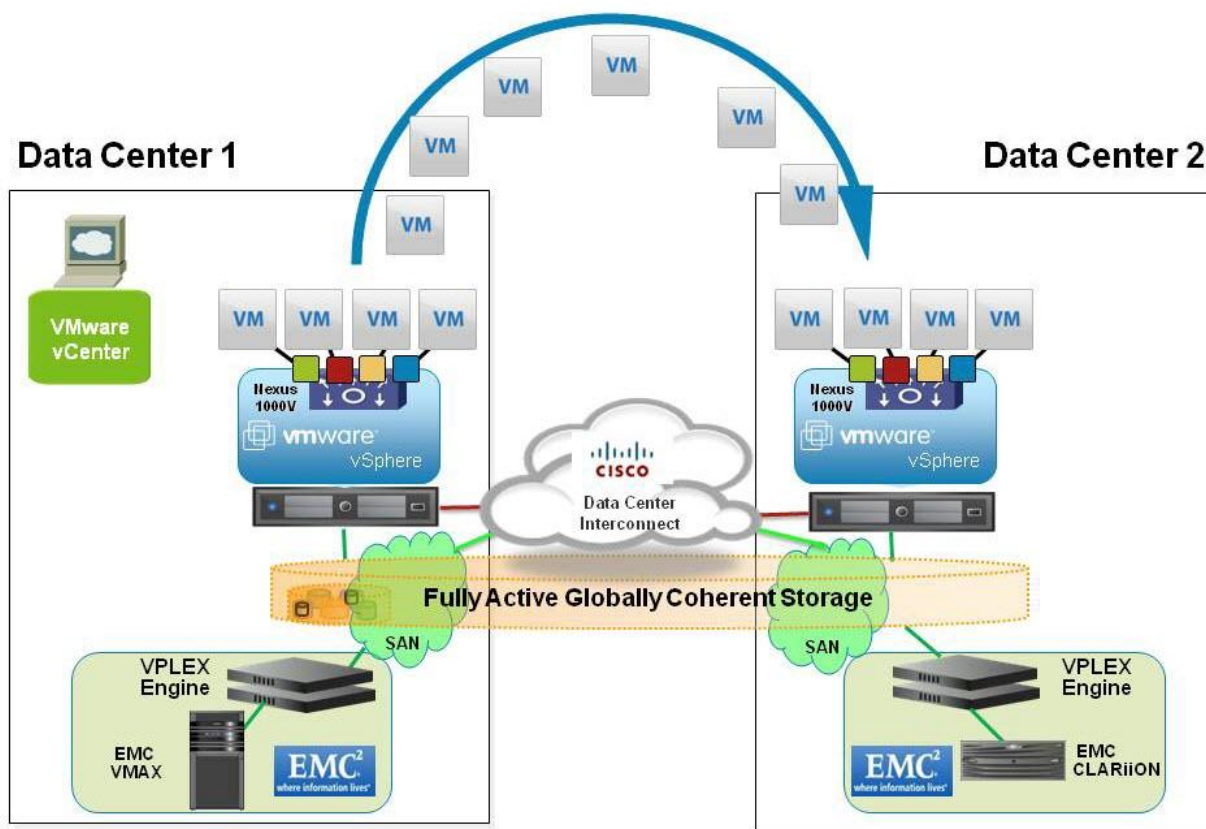 VM
VM
VM
VM
VM
VM
VM
Data Center 1
Data Center 2
VMware
vCenter
VM VM VM VM
Nexus
1000V
vmware™
vSphere
VM VM VM VM
Nexus
1000V
vmware™
vSphere
CISCO
Data Center
Interconnect
Fully Active Globally Coherent Storage
SAN
SAN
VPLEX
Engine
EMC
VMAX
EMC²
where information lives®
VPLEX
Engine
EMC²
where information lives®
EMC
CLARiiON